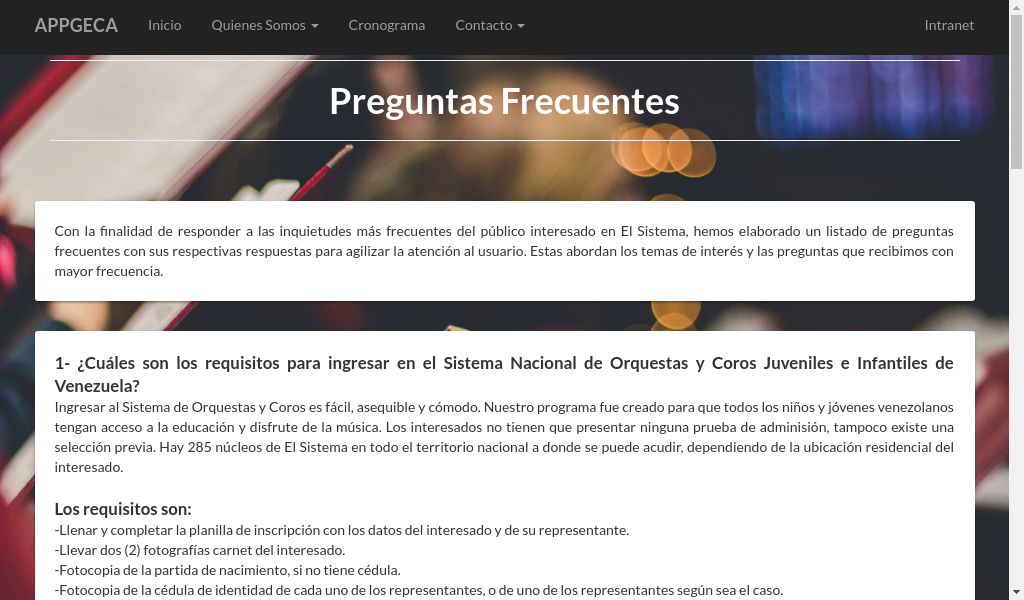 APPGECA Inicio Quienes Somos Cronograma Contacto Intranet
Preguntas Frecuentes
Con la finalidad de responder a las inquietudes más frecuentes del público interesado en El Sistema, hemos elaborado un listado de preguntas
frecuentes con sus respectivas respuestas para agilizar la atención al usuario. Estas abordan los temas de interés y las preguntas que recibimos con
mayor frecuencia.
1- ¿Cuáles son los requisitos para ingresar en el Sistema Nacional de Orquestas y Coros Juveniles e Infantiles de
Venezuela?
Ingresar al Sistema de Orquestas y Coros es fácil, asequible y cómodo. Nuestro programa fue creado para que todos los niños y jóvenes venezolanos
tengan acceso a la educación y disfrute de la música. Los interesados no tienen que presentar ninguna prueba de adminisión, tampoco existe una
selección previa. Hay 285 núcleos de El Sistema en todo el territorio nacional a donde se puede acudir, dependiendo de la ubicación residencial del
interesado.
Los requisitos son:
-Llenar y completar la planilla de inscripción con los datos del interesado y de su representante.
-Llevar dos (2) fotografías carnet del interesado.
-Fotocopia de la partida de nacimiento, si no tiene cédula.
-Fotocopia de la cédula de identidad de cada uno de los representantes, o de uno de los representantes según sea el caso.